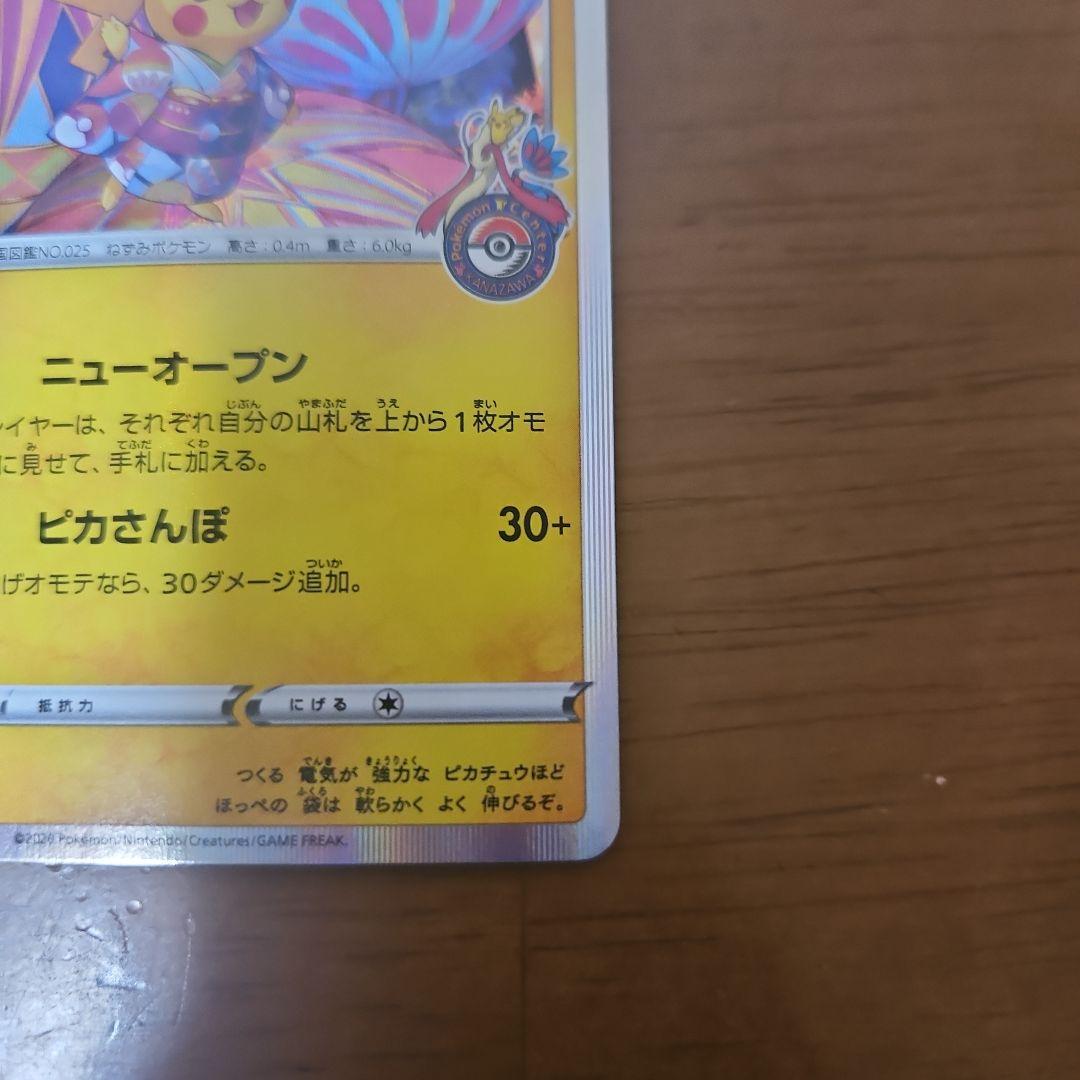 図鑑NO.025 ねずみポケモン 高さ:0.4m 重さ:6.0kg
Pokémon Center
KANAZAWA
ニューオープン
イヤーは、それぞれ自分の山札を上から1枚オモ
に見せて、手札に加える。
ピカさんぽ 30+
げオモテなら、30ダメージ追加。
抵抗力 にげる
つくる 電気が 強力な ピカチュウほど
ほっぺの 袋は 軟らかく よく 伸びるぞ。
©2020 Pokémon/Nintendo/Creatures/GAME FREAK.